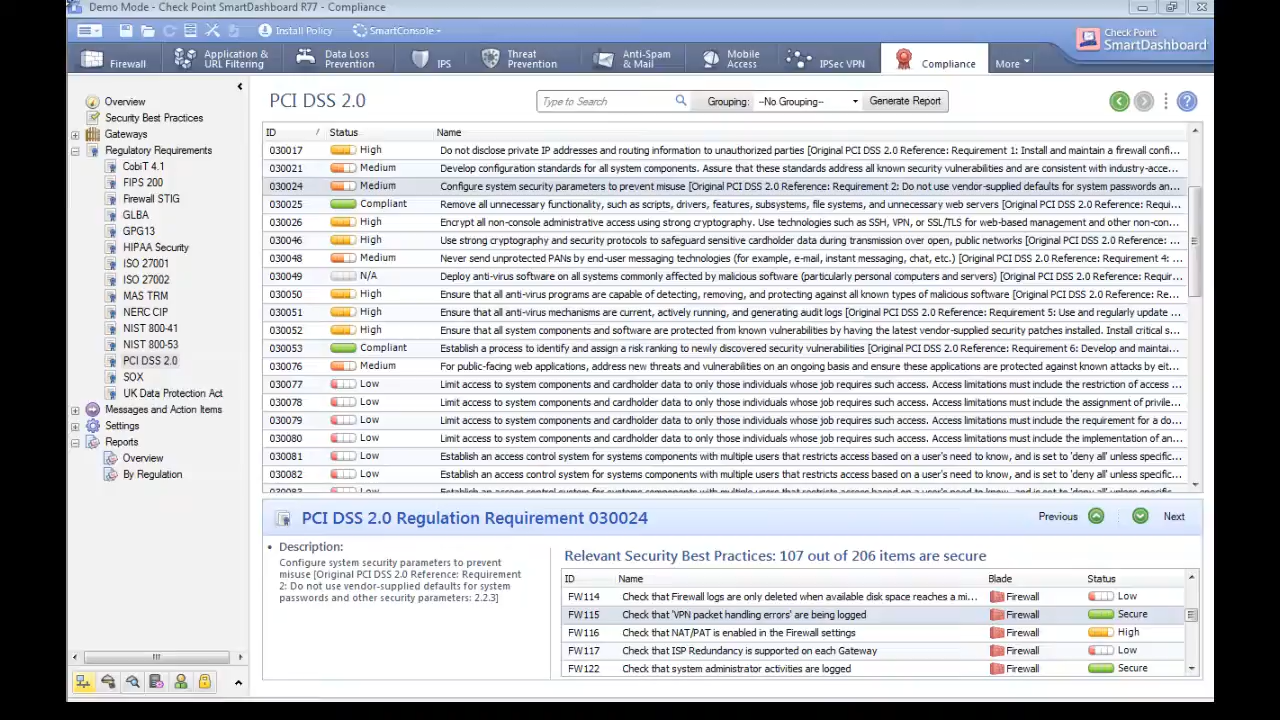 Demo Mode - Check Point SmartDashboard R77 - Compliance
Install Policy
SmartConsole
Check Point
SmartDashboard
Firewall
Application &
URL Filtering
Data Loss
Prevention
IPS
Threat
Prevention
Anti-Spam
& Mail
Mobile
Access
IPSec VPN
Compliance
More
Overview
Security Best Practices
Gateways
Regulatory Requirements
CobiT 4.1
FIPS 200
Firewall STIG
GLBA
GPG13
HIPAA Security
ISO 27001
ISO 27002
MAS TRM
NERC CIP
NIST 800-41
NIST 800-53
PCI DSS 2.0
SOX
UK Data Protection Act
Messages and Action Items
Settings
Reports
Overview
By Regulation
PCI DSS 2.0
Type to Search
Grouping: --No Grouping--
Generate Report
ID / Status Name
030017 High Do not disclose private IP addresses and routing information to unauthorized parties [Original PCI DSS 2.0 Reference: Requirement 1: Install and maintain a firewall confi...
030021 Medium Develop configuration standards for all system components. Assure that these standards address all known security vulnerabilities and are consistent with industry-acce...
030024 Medium Configure system security parameters to prevent misuse [Original PCI DSS 2.0 Reference: Requirement 2: Do not use vendor-supplied defaults for system passwords an...
030025 Compliant Remove all unnecessary functionality, such as scripts, drivers, features, subsystems, file systems, and unnecessary web servers [Original PCI DSS 2.0 Reference: Requi...
030026 High Encrypt all non-console administrative access using strong cryptography. Use technologies such as SSH, VPN, or SSL/TLS for web-based management and other non-con...
030046 High Use strong cryptography and security protocols to safeguard sensitive cardholder data during transmission over open, public networks [Original PCI DSS 2.0 Reference: ...
030048 Medium Never send unprotected PANs by end-user messaging technologies (for example, e-mail, instant messaging, chat, etc.) [Original PCI DSS 2.0 Reference: Requirement 4: ...
030049 N/A Deploy anti-virus software on all systems commonly affected by malicious software (particularly personal computers and servers) [Original PCI DSS 2.0 Reference: Requir...
030050 High Ensure that all anti-virus programs are capable of detecting, removing, and protecting against all known types of malicious software [Original PCI DSS 2.0 Reference: Re...
030051 High Ensure that all anti-virus mechanisms are current, actively running, and generating audit logs [Original PCI DSS 2.0 Reference: Requirement 5: Use and regularly update ...
030052 High Ensure that all system components and software are protected from known vulnerabilities by having the latest vendor-supplied security patches installed. Install critical s...
030053 Compliant Establish a process to identify and assign a risk ranking to newly discovered security vulnerabilities [Original PCI DSS 2.0 Reference: Requirement 6: Develop and maintai...
030076 Medium For public-facing web applications, address new threats and vulnerabilities on an ongoing basis and ensure these applications are protected against known attacks by eit...
030077 Low Limit access to system components and cardholder data to only those individuals whose job requires such access. Access limitations must include the restriction of access ...
030078 Low Limit access to system components and cardholder data to only those individuals whose job requires such access. Access limitations must include the assignment of privile...
030079 Low Limit access to system components and cardholder data to only those individuals whose job requires such access. Access limitations must include the requirement for a do...
030080 Low Limit access to system components and cardholder data to only those individuals whose job requires such access. Access limitations must include the implementation of an...
030081 Low Establish an access control system for systems components with multiple users that restricts access based on a user's need to know, and is set to 'deny all' unless specific...
030082 Low Establish an access control system for systems components with multiple users that restricts access based on a user's need to know, and is set to 'deny all' unless specific...
030083 Low Establish an access control system for systems components with multiple users that restricts access based on a user's need to know, and is set to 'deny all' unless specific...
PCI DSS 2.0 Regulation Requirement 030024
Previous
Next
• Description:
Configure system security parameters to prevent
misuse [Original PCI DSS 2.0 Reference: Requirement
2: Do not use vendor-supplied defaults for system
passwords and other security parameters: 2.2.3]
Relevant Security Best Practices: 107 out of 206 items are secure
ID Name Blade Status
FW114 Check that Firewall logs are only deleted when available disk space reaches a mi... Firewall Low
FW115 Check that 'VPN packet handling errors' are being logged Firewall Secure
FW116 Check that NAT/PAT is enabled in the Firewall settings Firewall High
FW117 Check that ISP Redundancy is supported on each Gateway Firewall Low
FW122 Check that system administrator activities are logged Firewall Secure